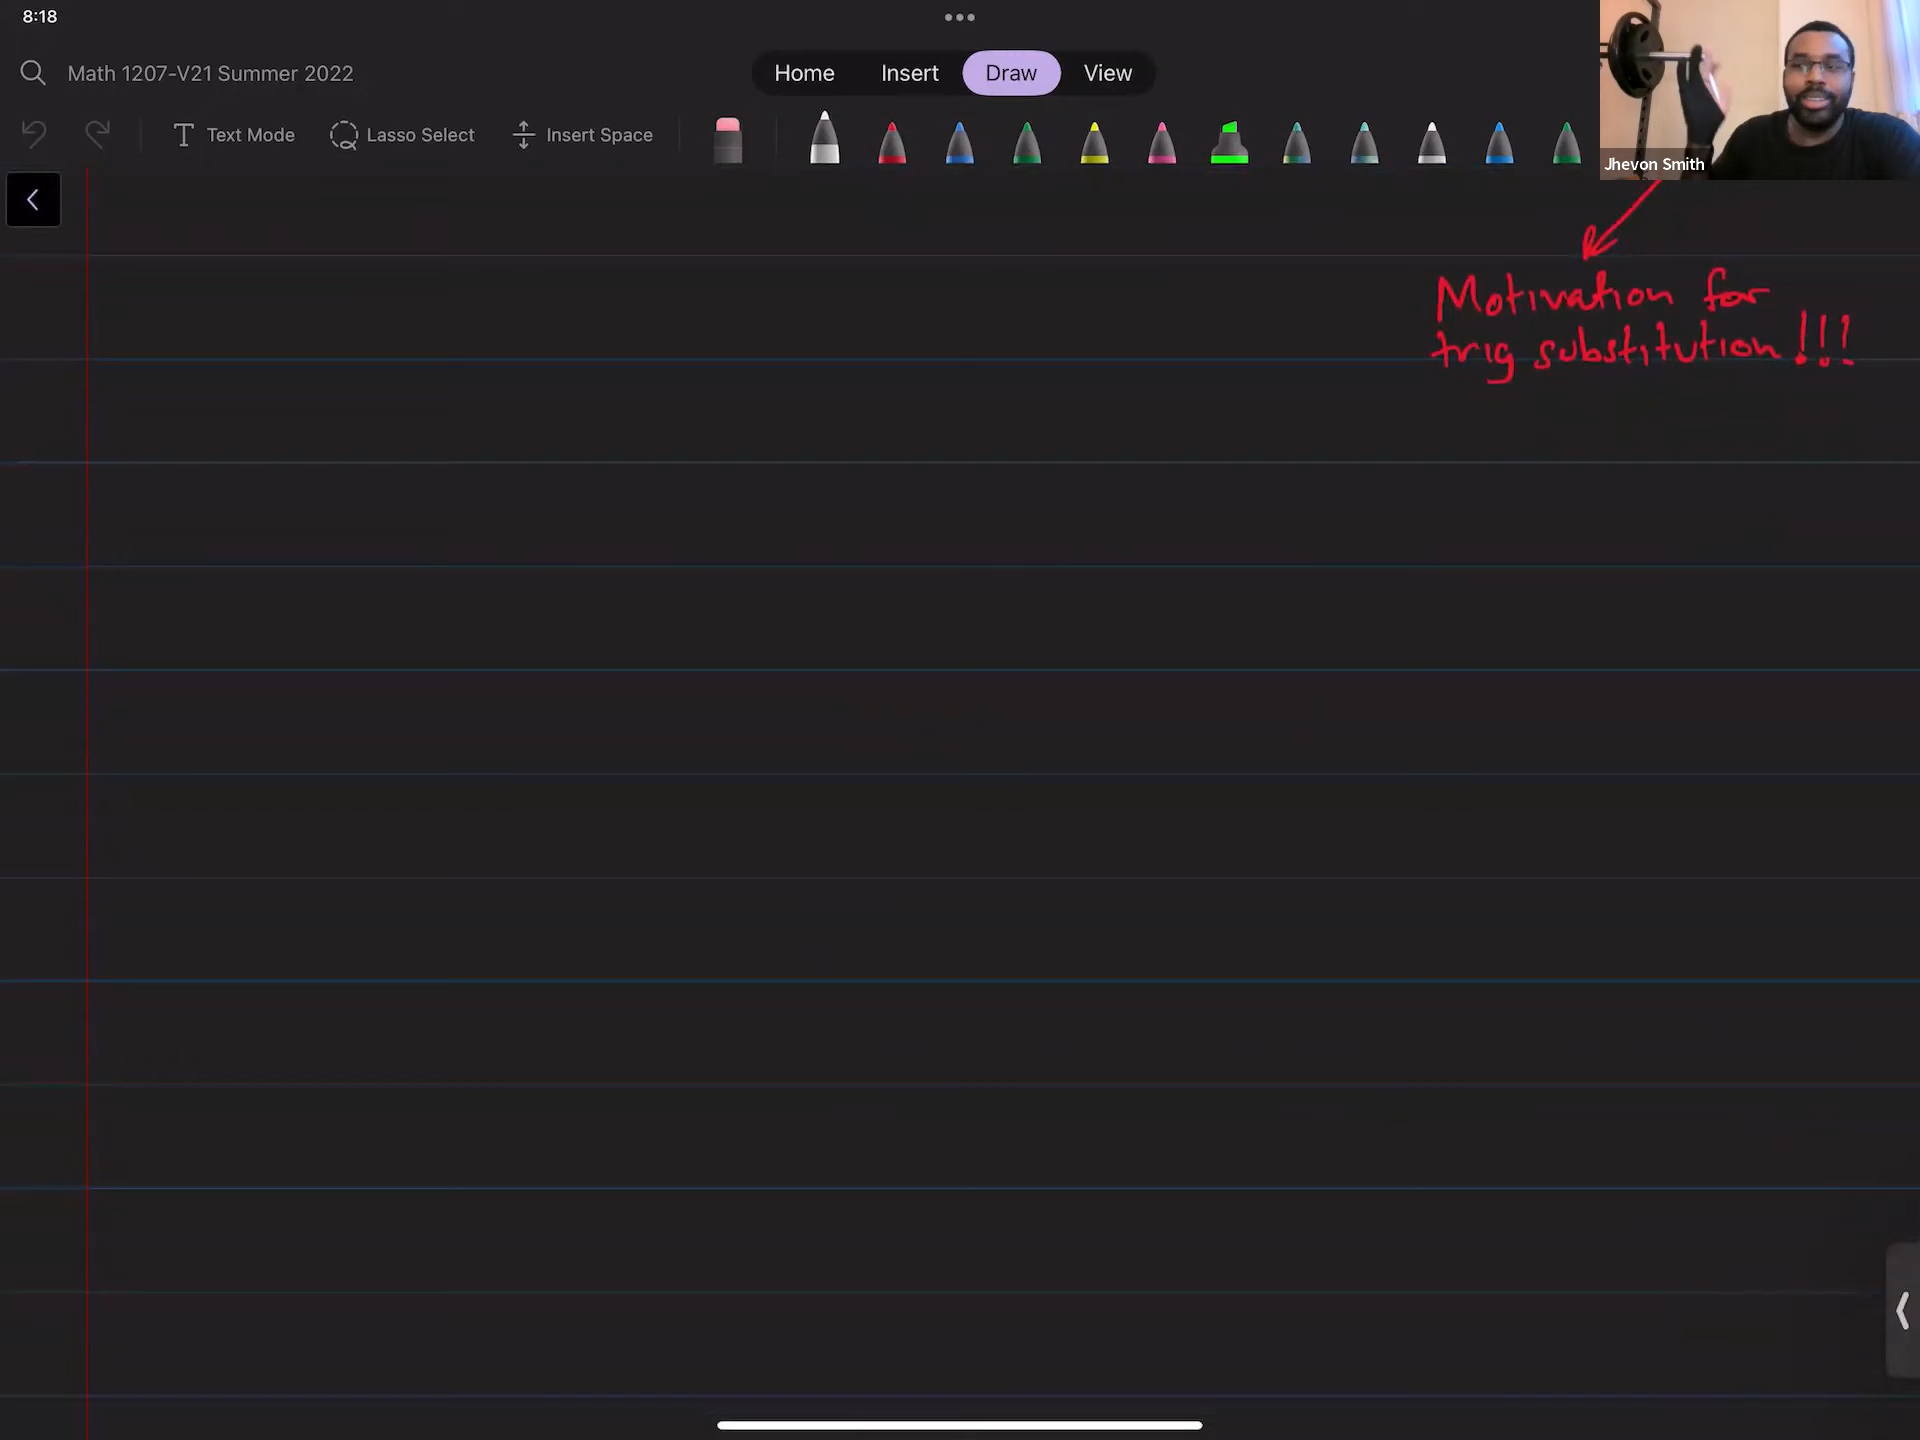 8:18
Math 1207-V21 Summer 2022
Home Insert Draw View
Text Mode Lasso Select Insert Space
Jhevon Smith
Motivation for
trig substitution!!!